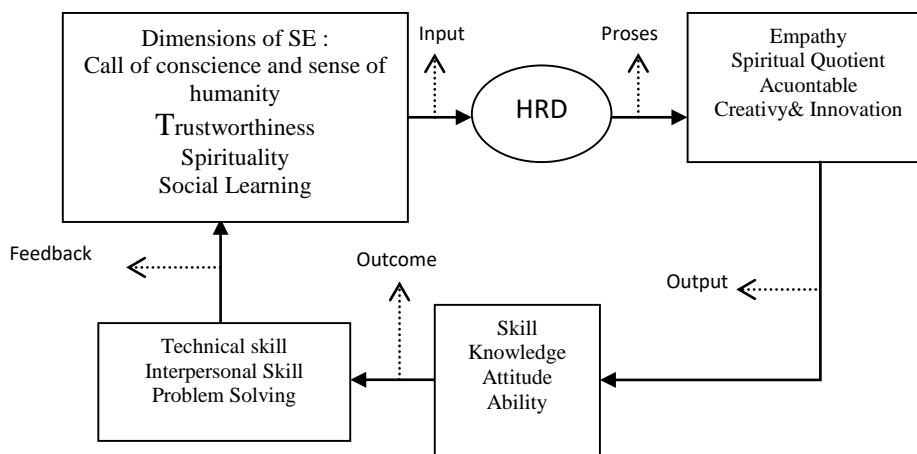 Dimensions of SE :
Call of conscience and sense of
humanity
Trustworthiness
Spirituality
Social Learning
Input
HRD
Proses
Empathy
Spiritual Quotient
Acuontable
Creativy& Innovation
Feedback
Outcome
Output
Technical skill
Interpersonal Skill
Problem Solving
Skill
Knowledge
Attitude
Ability